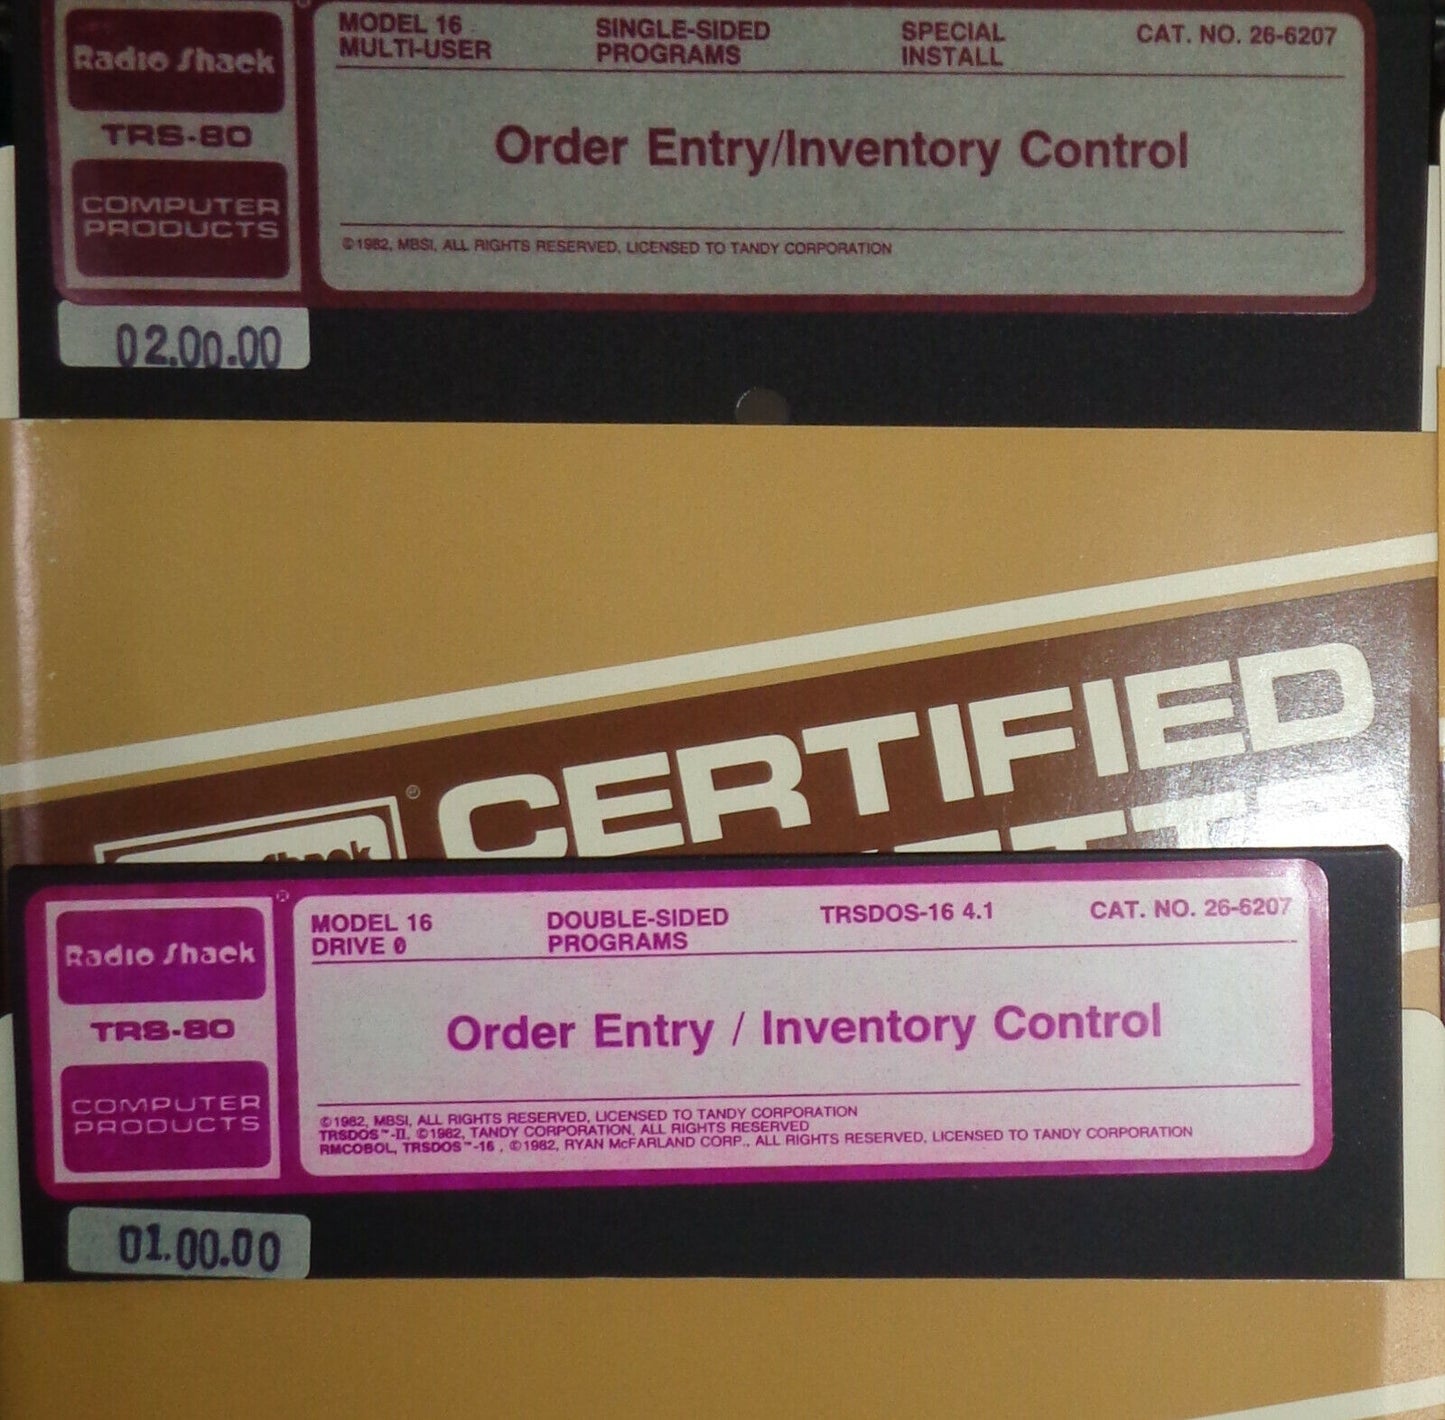 Radio Shack
TRS-80
COMPUTER
PRODUCTS
®
MODEL 16
MULTI-USER
SINGLE-SIDED
PROGRAMS
SPECIAL
INSTALL
CAT. NO. 26-6207
Order Entry/Inventory Control
©1982, MBSI, ALL RIGHTS RESERVED, LICENSED TO TANDY CORPORATION
02.00.00
CERTIFIED
Shack
Radio Shack
TRS-80
COMPUTER
PRODUCTS
®
MODEL 16
DRIVE 0
DOUBLE-SIDED
PROGRAMS
TRSDOS-16 4.1
CAT. NO. 26-6207
Order Entry / Inventory Control
©1982, MBSI, ALL RIGHTS RESERVED, LICENSED TO TANDY CORPORATION
TRSDOS™-II, ©1982, TANDY CORPORATION, ALL RIGHTS RESERVED
RMCOBOL, TRSDOS™-16 , ©1982, RYAN McFARLAND CORP., ALL RIGHTS RESERVED, LICENSED TO TANDY CORPORATION
01.00.00